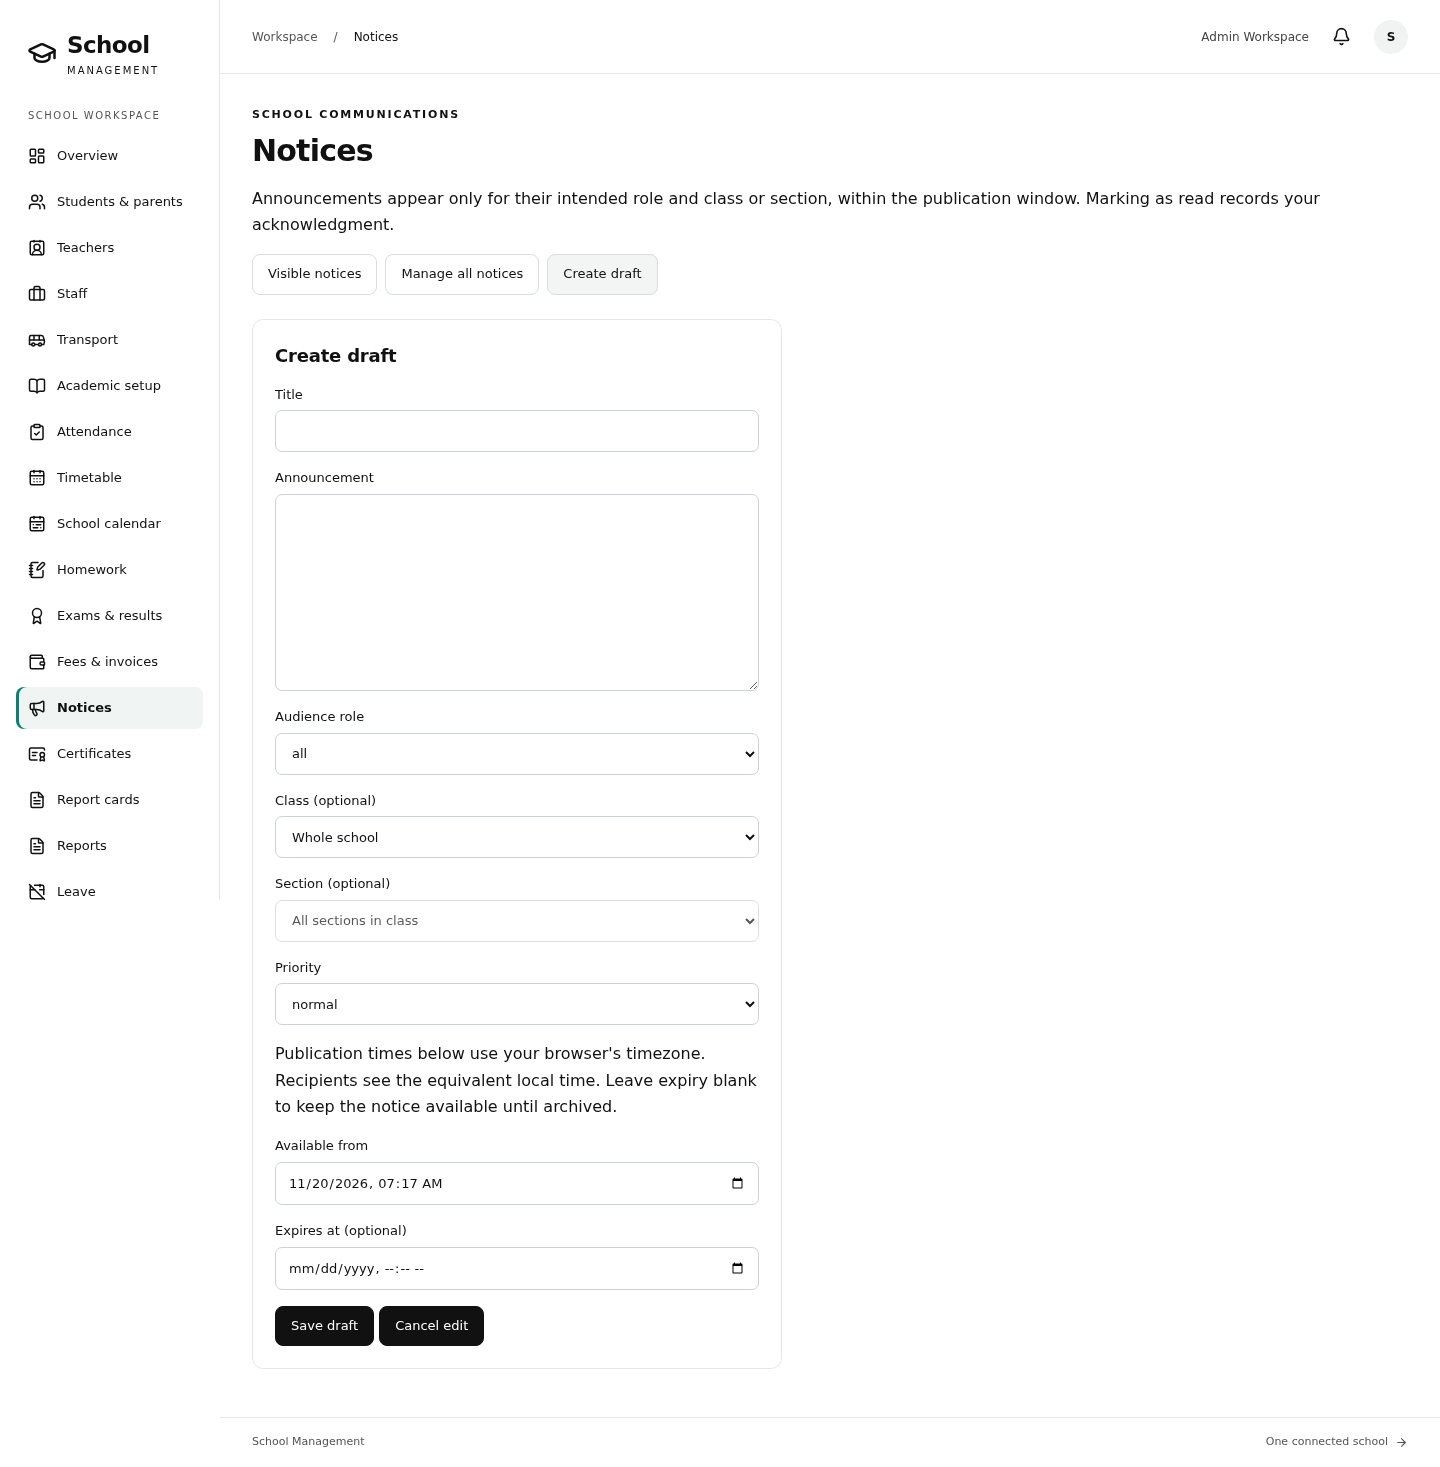 School
MANAGEMENT
SCHOOL WORKSPACE
Overview
Students & parents
Teachers
Staff
Transport
Academic setup
Attendance
Timetable
School calendar
Homework
Exams & results
Fees & invoices
Notices
Certificates
Report cards
Reports
Leave
Workspace / Notices
Admin Workspace
S
SCHOOL COMMUNICATIONS
Notices
Announcements appear only for their intended role and class or section, within the publication window. Marking as read records your
acknowledgment.
Visible notices
Manage all notices
Create draft
Create draft
Title
Announcement
Audience role
all
Class (optional)
Whole school
Section (optional)
All sections in class
Priority
normal
Publication times below use your browser's timezone.
Recipients see the equivalent local time. Leave expiry blank
to keep the notice available until archived.
Available from
11/20/2026, 07:17 AM
Expires at (optional)
mm/dd/yyyy, --:-- --
Save draft
Cancel edit
School Management
One connected school →